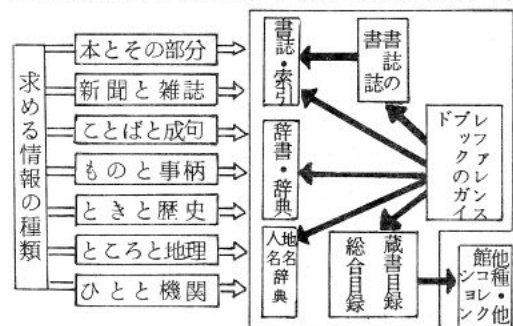 求める情報の種類
本とその部分
新聞と雑誌
ことばと成句
ものと事柄
ときと歴史
ところと地理
ひとと機関
書誌・索引
書誌の
書誌
辞書・辞典
地名
人名辞典
レファレンス
ブックのガイ
ド
蔵書目録
総合目録
他種・他
館コレク
ション